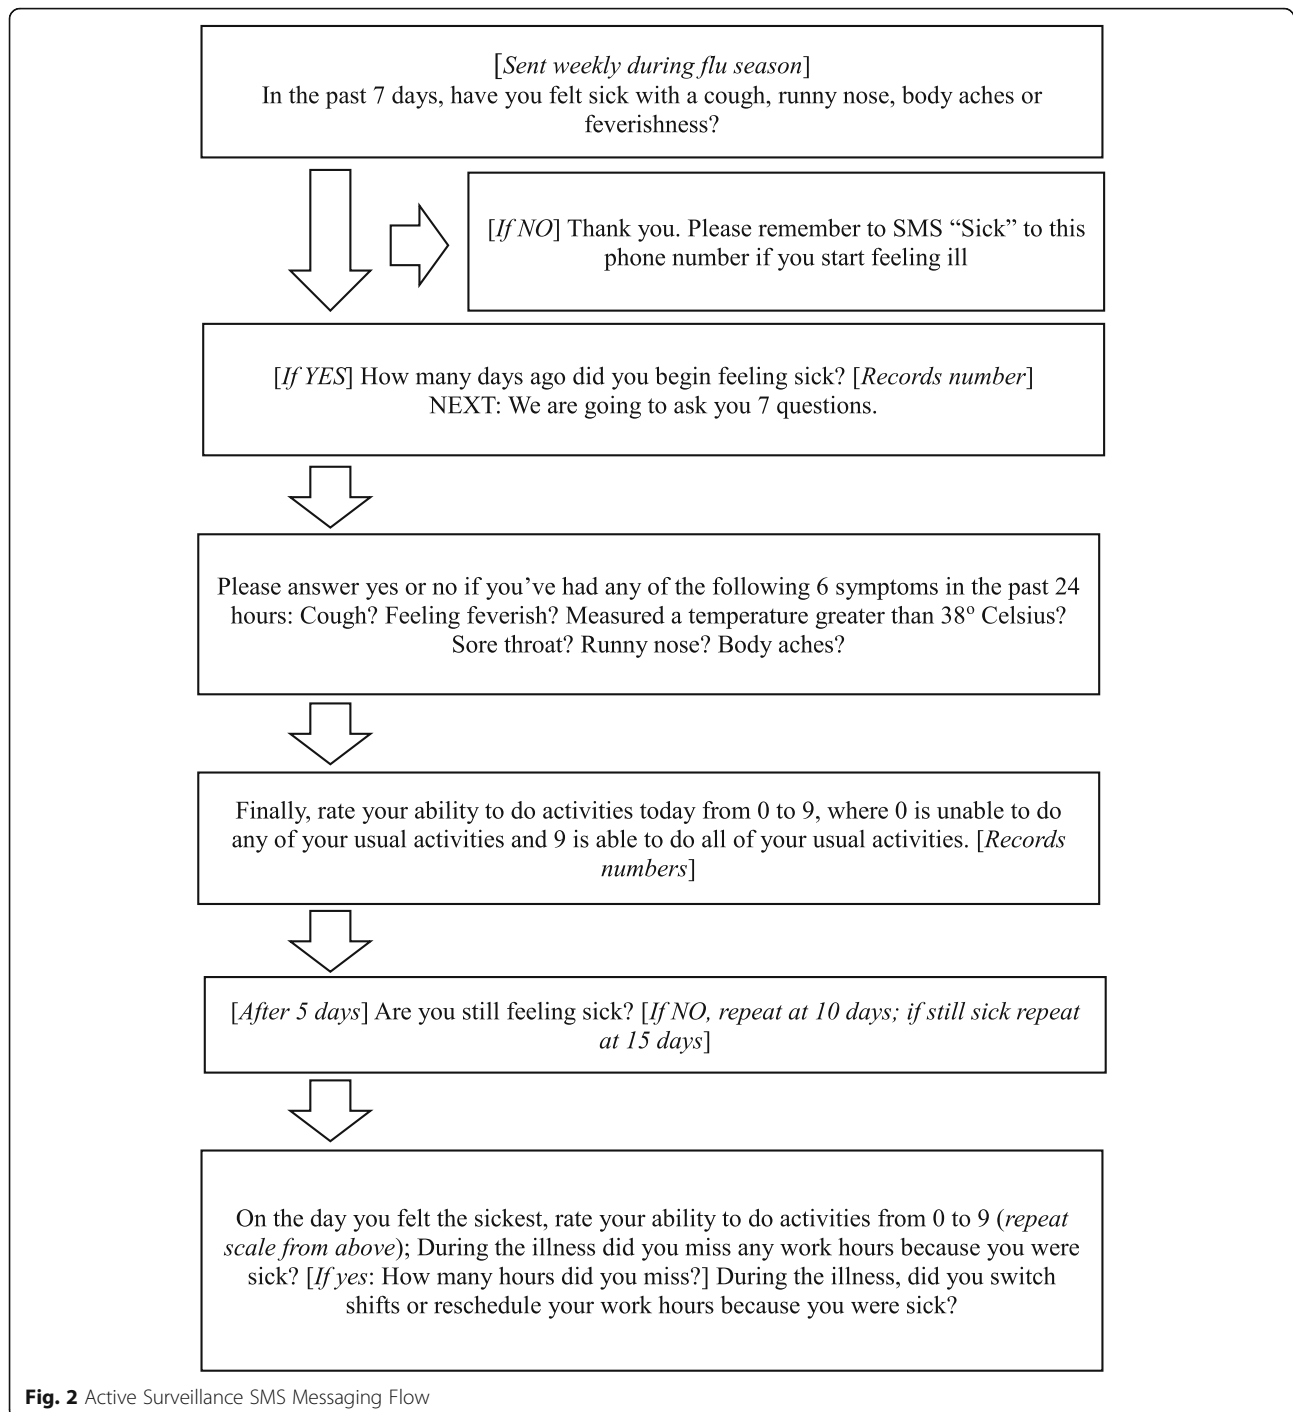 [Sent weekly during flu season]
In the past 7 days, have you felt sick with a cough, runny nose, body aches or
feverishness?
[If NO] Thank you. Please remember to SMS “Sick” to this
phone number if you start feeling ill
[If YES] How many days ago did you begin feeling sick? [Records number]
NEXT: We are going to ask you 7 questions.
Please answer yes or no if you’ve had any of the following 6 symptoms in the past 24
hours: Cough? Feeling feverish? Measured a temperature greater than 38° Celsius?
Sore throat? Runny nose? Body aches?
Finally, rate your ability to do activities today from 0 to 9, where 0 is unable to do
any of your usual activities and 9 is able to do all of your usual activities. [Records
numbers]
[After 5 days] Are you still feeling sick? [If NO, repeat at 10 days; if still sick repeat
at 15 days]
On the day you felt the sickest, rate your ability to do activities from 0 to 9 (repeat
scale from above); During the illness did you miss any work hours because you were
sick? [If yes: How many hours did you miss?] During the illness, did you switch
shifts or reschedule your work hours because you were sick?
Fig. 2 Active Surveillance SMS Messaging Flow